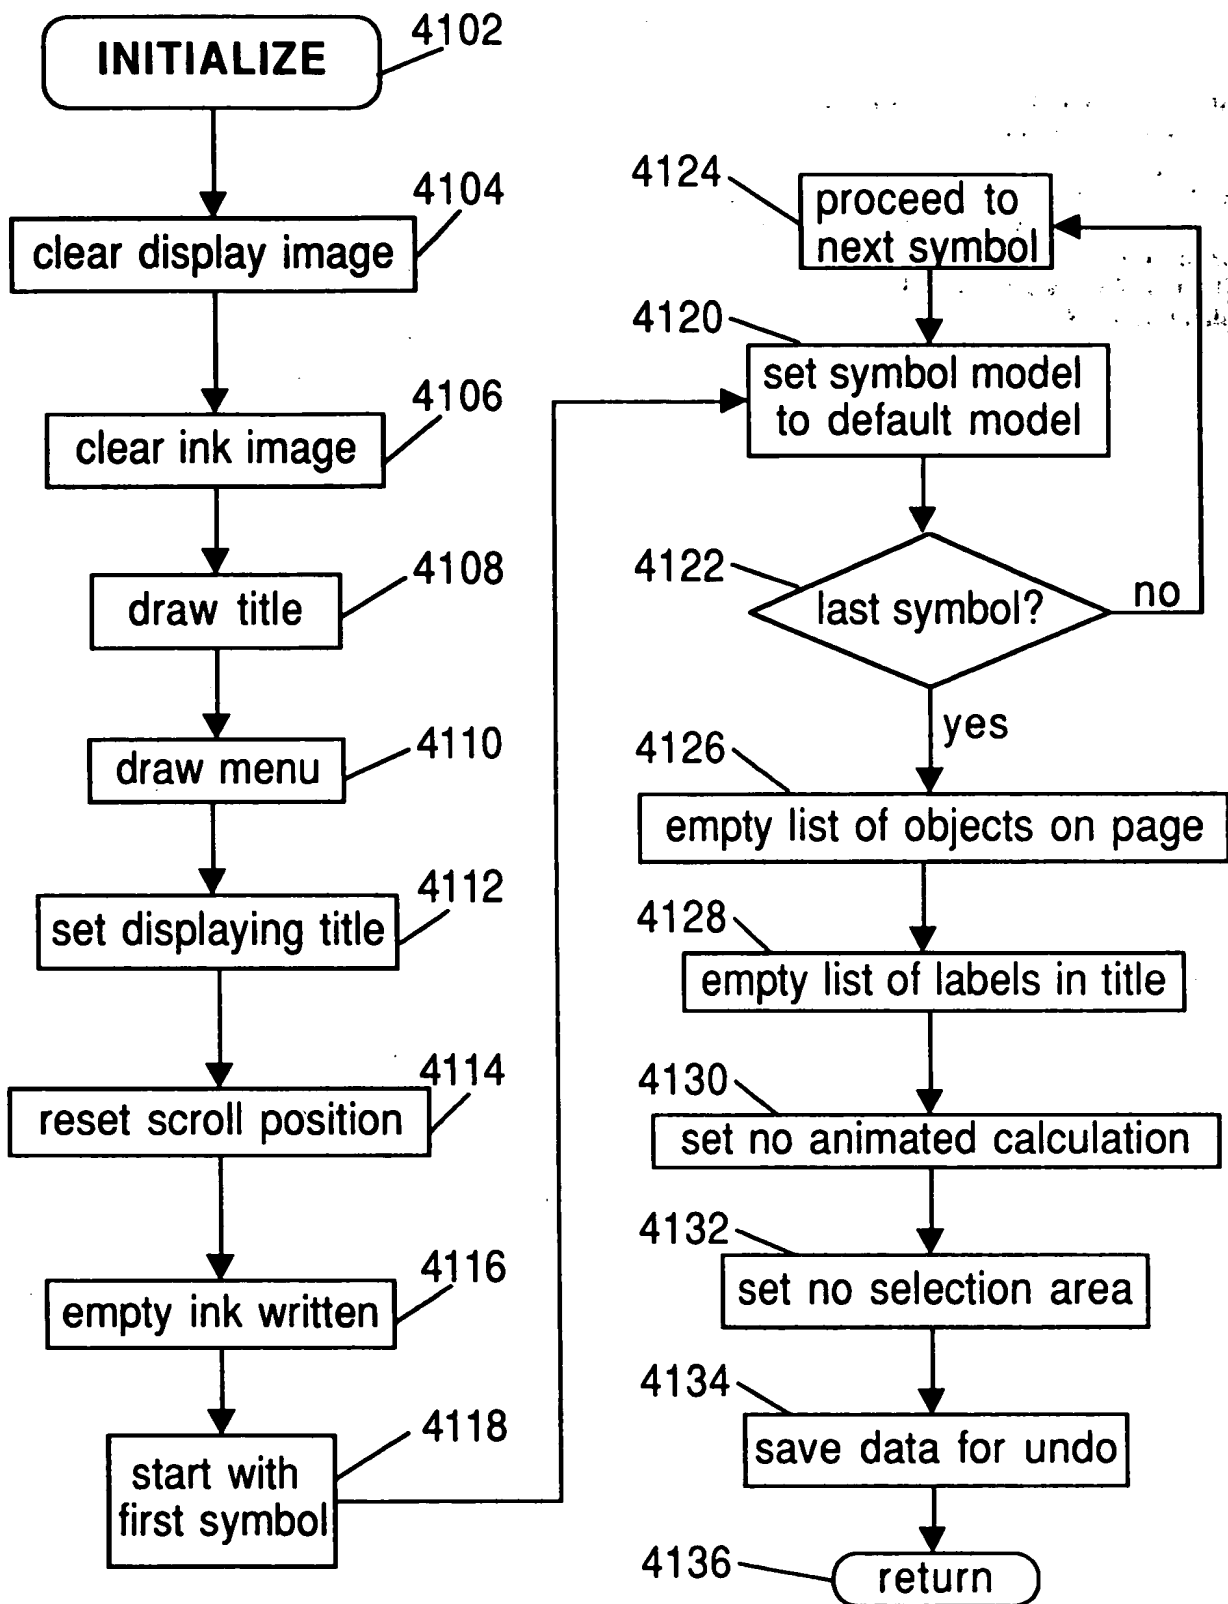 INITIALIZE
4102
4104
clear display image
4106
clear ink image
4108
draw title
4110
draw menu
4112
set displaying title
4114
reset scroll position
4116
empty ink written
4118
start with
first symbol
4124
proceed to
next symbol
4120
set symbol model
to default model
4122
last symbol?
no
yes
4126
empty list of objects on page
4128
empty list of labels in title
4130
set no animated calculation
4132
set no selection area
4134
save data for undo
4136
return